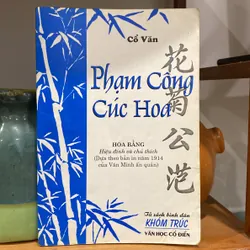 Cổ Văn
Phạm Công
Cúc Hoa
花菊公范
HOA BẰNG
Hiệu đính và chú thích
(Dựa theo bản in năm 1914
của Văn Minh ấn quán)
Tủ sách bình dân
KHÓM TRÚC
VĂN HỌC CỔ ĐIỂN